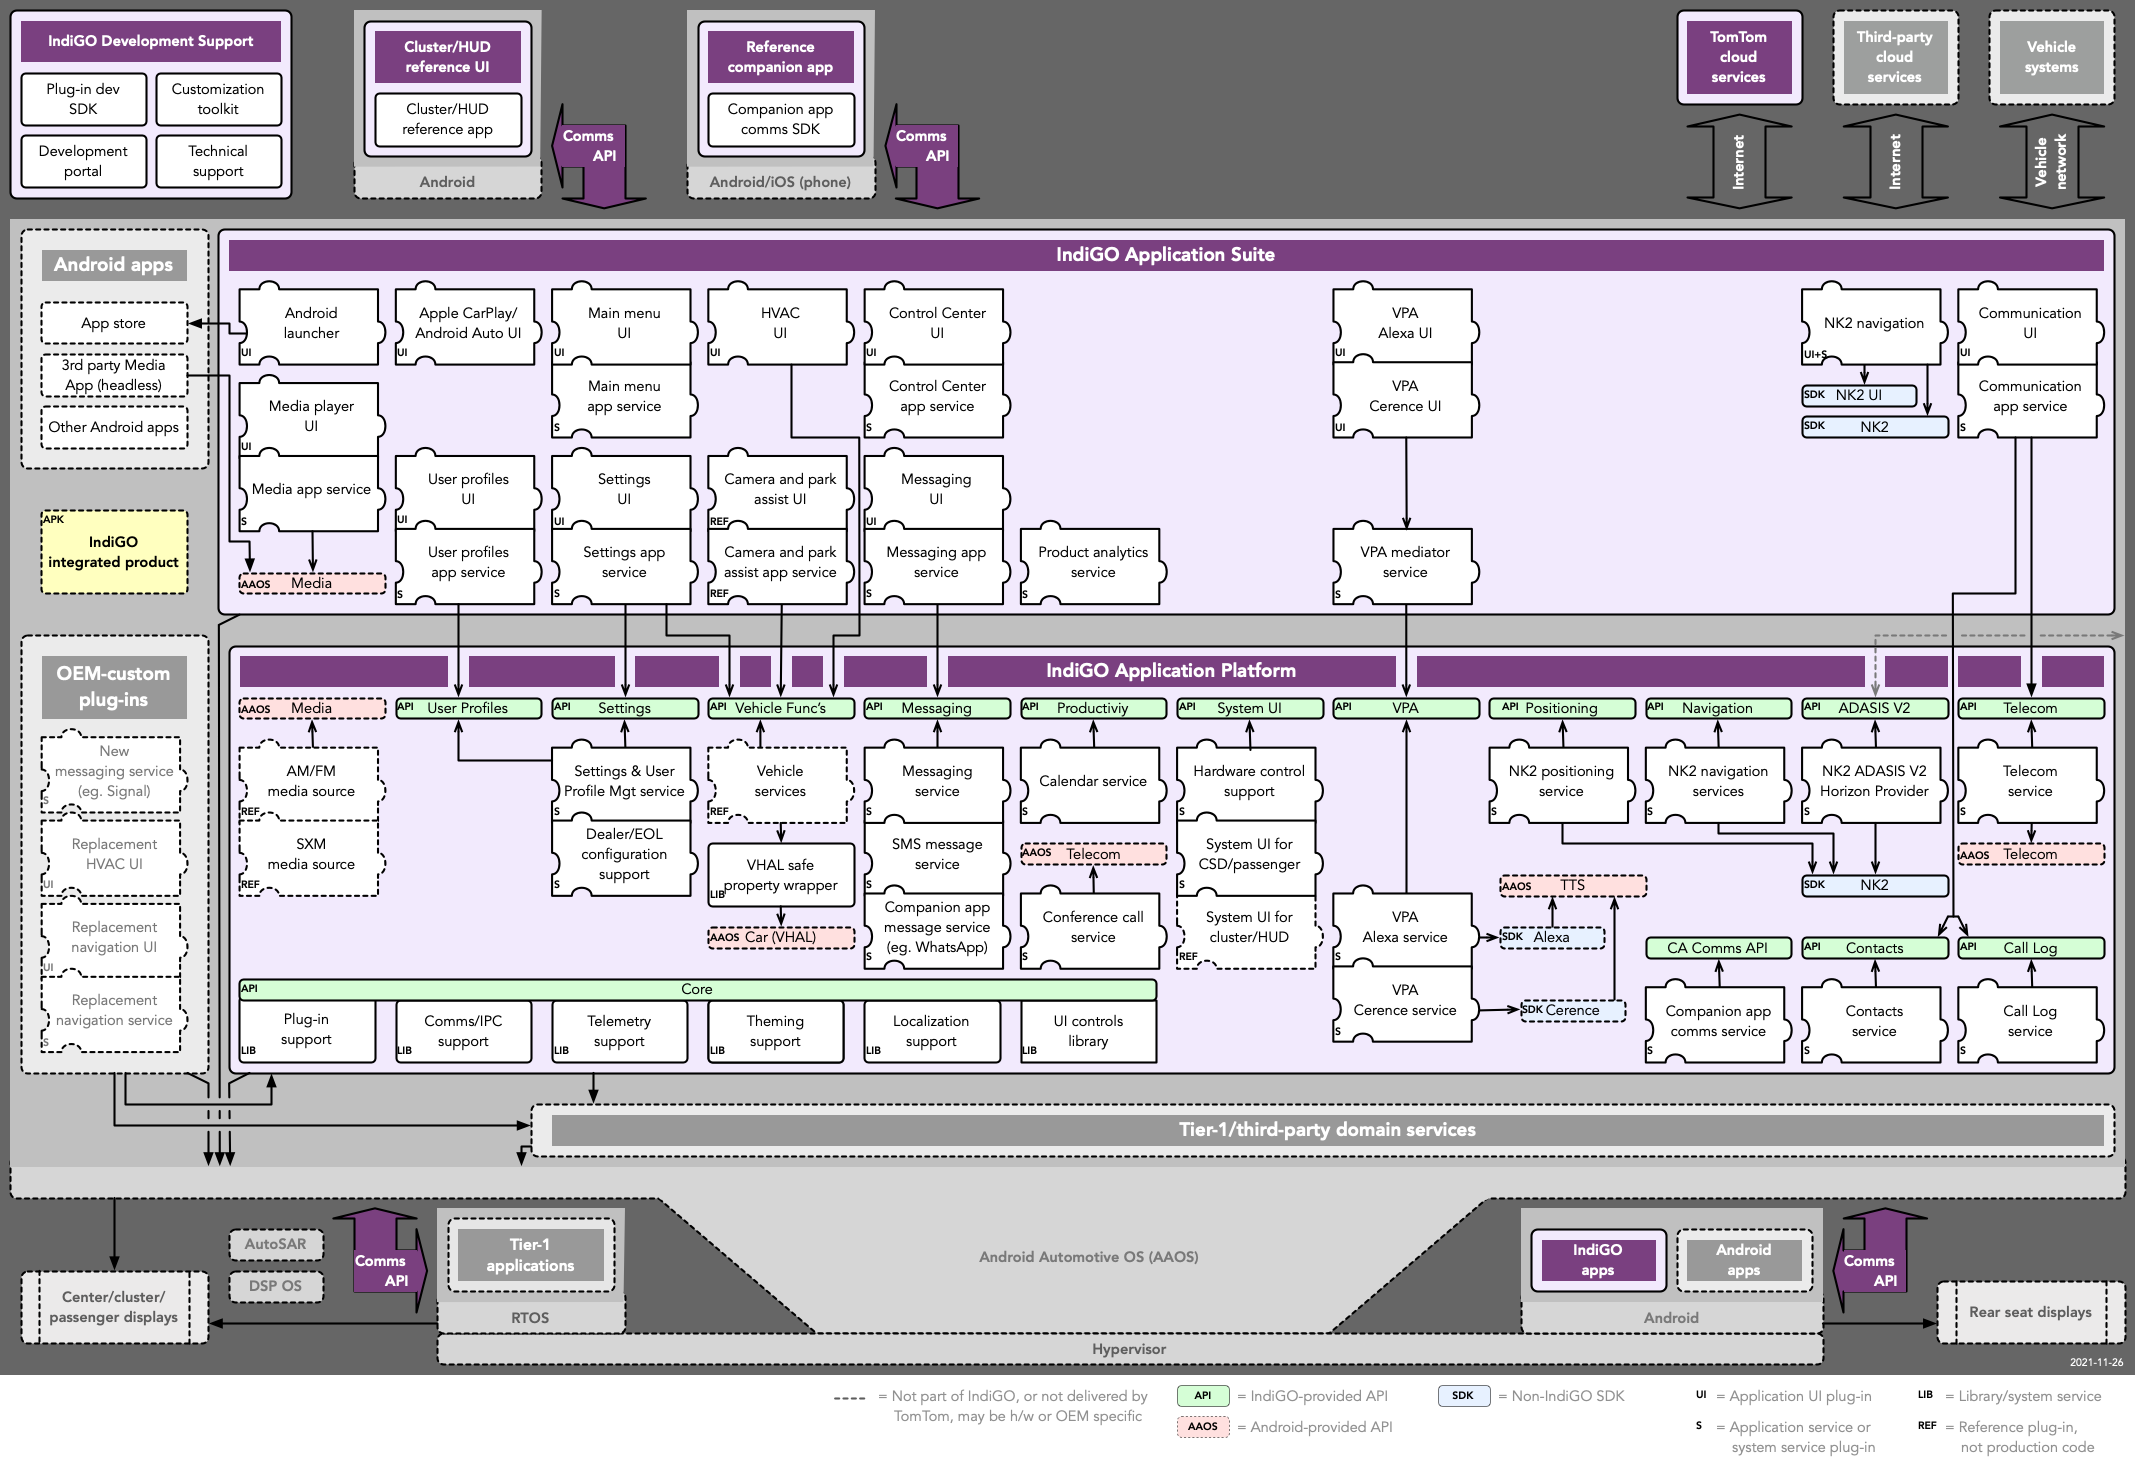 IndiGO Development Support
Plug-in dev
SDK
Customization
toolkit
Development
portal
Technical
support
Cluster/HUD
reference UI
Cluster/HUD
reference app
Android
Comms
API
Reference
companion app
Companion app
comms SDK
Android/iOS (phone)
Comms
API
TomTom
cloud
services
Third-party
cloud
services
Vehicle
systems
Internet
Internet
Vehicle
network
Android apps
App store
3rd party Media
App (headless)
Other Android apps
APK
IndiGO
integrated product
IndiGO Application Suite
Android
launcher
UI
Apple CarPlay/
Android Auto UI
UI
Main menu
UI
UI
HVAC
UI
UI
Control Center
UI
UI
VPA
Alexa UI
UI
NK2 navigation
UI+S
Communication
UI
UI
Media player
UI
UI
Main menu
app service
S
Control Center
app service
S
VPA
Cerence UI
UI
SDK NK2 UI
SDK NK2
Communication
app service
S
Media app service
S
User profiles
UI
UI
Settings
UI
UI
Camera and park
assist UI
REF
Messaging
UI
UI
User profiles
app service
S
Settings app
service
S
Camera and park
assist app service
REF
Messaging app
service
S
Product analytics
service
S
VPA mediator
service
S
AAOS Media
OEM-custom
plug-ins
New
messaging service
(eg. Signal)
S
Replacement
HVAC UI
UI
Replacement
navigation UI
UI
Replacement
navigation service
S
IndiGO Application Platform
AAOS Media
API User Profiles
API Settings
API Vehicle Func's
API Messaging
API Productiviy
API System UI
API VPA
API Positioning
API Navigation
API ADASIS V2
API Telecom
AM/FM
media source
REF
SXM
media source
REF
Settings & User
Profile Mgt service
S
Dealer/EOL
configuration
support
S
Vehicle
services
REF
VHAL safe
property wrapper
LIB
AAOS Car (VHAL)
Messaging
service
S
SMS message
service
S
Companion app
message service
(eg. WhatsApp)
S
Calendar service
S
AAOS Telecom
Conference call
service
S
Hardware control
support
S
System UI for
CSD/passenger
S
System UI for
cluster/HUD
REF
VPA
Alexa service
S
VPA
Cerence service
S
NK2 positioning
service
S
AAOS TTS
SDK Alexa
SDK Cerence
NK2 navigation
services
S
NK2 ADASIS V2
Horizon Provider
S
SDK NK2
Telecom
service
S
AAOS Telecom
CA Comms API
API Contacts
API Call Log
Companion app
comms service
S
Contacts
service
S
Call Log
service
S
API Core
Plug-in
support
LIB
Comms/IPC
support
LIB
Telemetry
support
LIB
Theming
support
LIB
Localization
support
LIB
UI controls
library
LIB
Tier-1/third-party domain services
Android Automotive OS (AAOS)
AutoSAR
DSP OS
Center/cluster/
passenger displays
Comms
API
Tier-1
applications
RTOS
Hypervisor
IndiGO
apps
Android
apps
Android
Comms
API
Rear seat displays
2021-11-26
= Not part of IndiGO, or not delivered by
TomTom, may be h/w or OEM specific
API = IndiGO-provided API
AAOS = Android-provided API
SDK = Non-IndiGO SDK
UI = Application UI plug-in
S = Application service or
system service plug-in
LIB = Library/system service
REF = Reference plug-in,
not production code